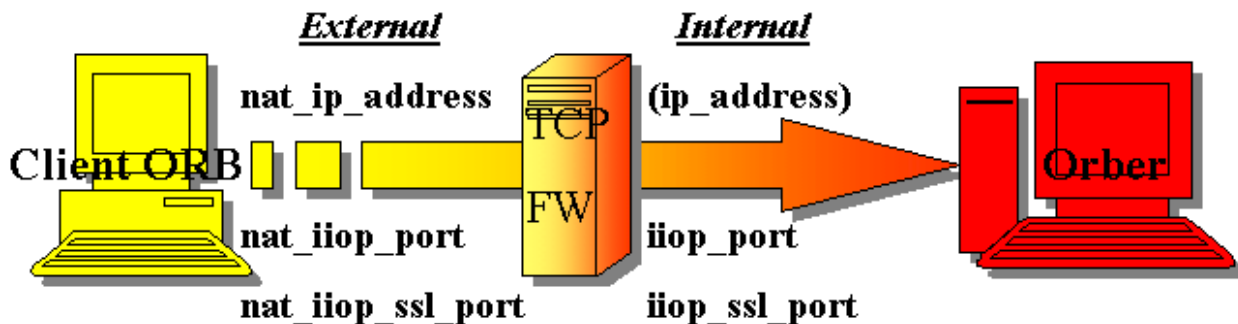 External Internal
nat_ip_address (ip_address)
TCP
Client ORB Orber
FW
nat_iiop_port iiop_port
nat_iiop_ssl_port iiop_ssl_port